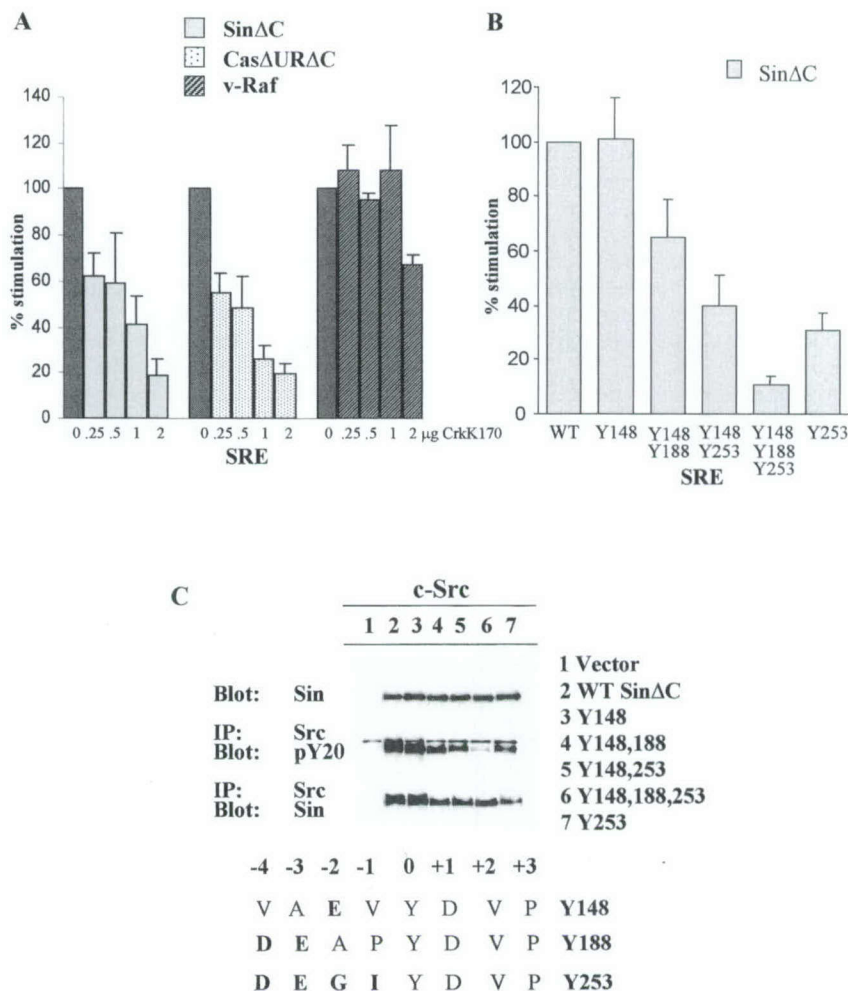 A
SinΔC
CasΔURΔC
v-Raf
140
120
100
80
60
40
20
0
% stimulation
0 .25 .5 1 2 0 .25 .5 1 2 0 .25 .5 1 2 μg CrkK170
SRE
B
SinΔC
120
100
80
60
40
20
0
% stimulation
WT Y148 Y148 Y148 Y148 Y253
Y188 Y253 Y188
Y253
SRE
C
c-Src
1 2 3 4 5 6 7
Blot: Sin
IP: Src
Blot: pY20
IP: Src
Blot: Sin
1 Vector
2 WT SinΔC
3 Y148
4 Y148,188
5 Y148,253
6 Y148,188,253
7 Y253
-4 -3 -2 -1 0 +1 +2 +3
V A E V Y D V P Y148
D E A P Y D V P Y188
D E G I Y D V P Y253